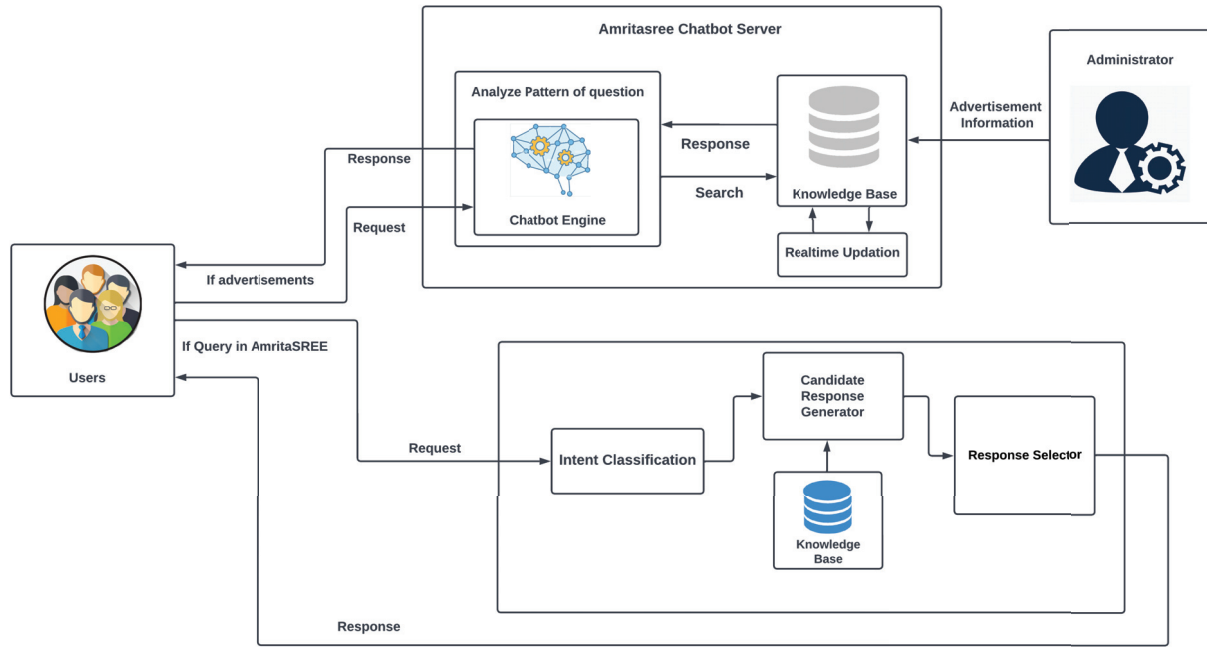 Amritasree Chatbot Server
Administrator
Analyze Pattern of question
Chatbot Engine
Response
Search
Knowledge Base
Realtime Updation
Advertisement
Information
Response
Request
If advertisements
Users
If Query in AmritaSREE
Request
Intent Classification
Candidate
Response
Generator
Knowledge
Base
Response Selector
Response